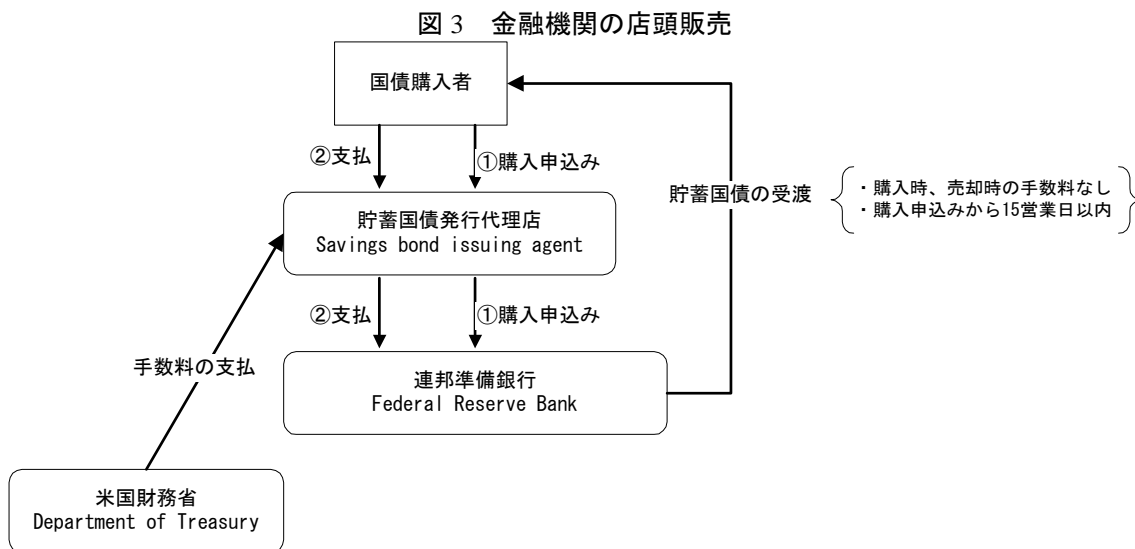 図3 金融機関の店頭販売
国債購入者
②支払
①購入申込み
貯蓄国債の受渡
・購入時、売却時の手数料なし
・購入申込みから15営業日以内
貯蓄国債発行代理店
Savings bond issuing agent
②支払
①購入申込み
手数料の支払
連邦準備銀行
Federal Reserve Bank
米国財務省
Department of Treasury